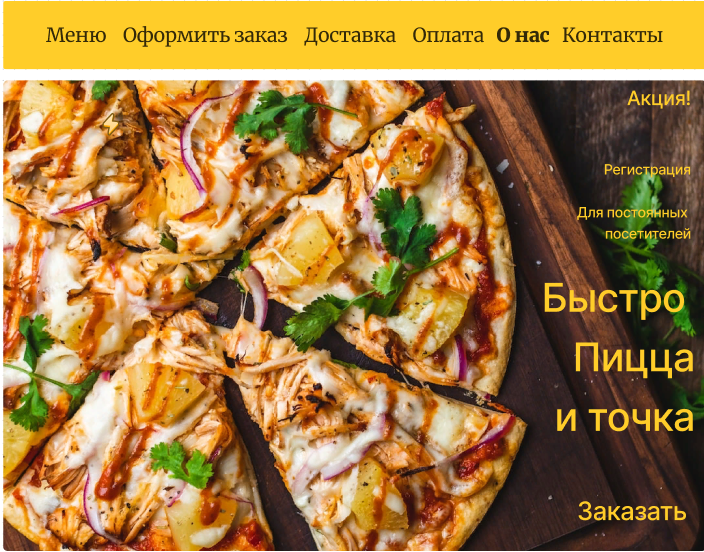 Меню Оформить заказ Доставка Оплата О нас Контакты
Акция!
Регистрация
Для постоянных
посетителей
Быстро
Пицца
и точка
Заказать